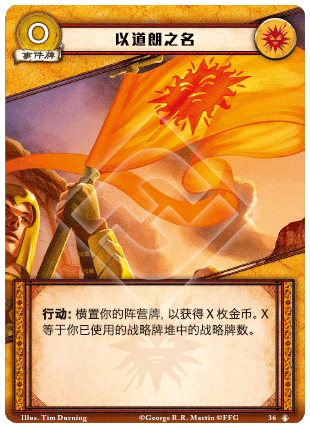 以道朗之名
0
事件牌
行动: 横置你的阵营牌, 以获得 X 枚金币。X
等于你已使用的战略牌堆中的战略牌数。
Illus. Tim Durning
©George R.R. Martin ©FFG
36